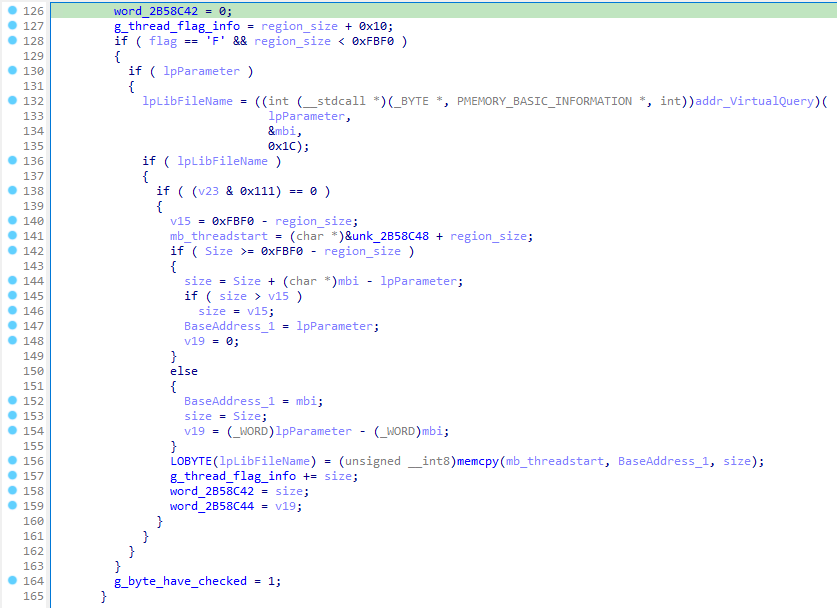 126 word_2B58C42 = 0;
127 g_thread_flag_info = region_size + 0x10;
128 if ( flag == 'F' && region_size < 0xFBF0 )
129 {
130 if ( lpParameter )
131 {
132 lpLibFileName = ((int (__stdcall *)(_BYTE *, PMEMORY_BASIC_INFORMATION *, int))addr_VirtualQuery)(
133 lpParameter,
134 &mbi,
135 0x1C);
136 if ( lpLibFileName )
137 {
138 if ( (v23 & 0x111) == 0 )
139 {
140 v15 = 0xFBF0 - region_size;
141 mb_threadstart = (char *)&unk_2B58C48 + region_size;
142 if ( Size >= 0xFBF0 - region_size )
143 {
144 size = Size + (char *)mbi - lpParameter;
145 if ( size > v15 )
146 size = v15;
147 BaseAddress_1 = lpParameter;
148 v19 = 0;
149 }
150 else
151 {
152 BaseAddress_1 = mbi;
153 size = Size;
154 v19 = (_WORD)lpParameter - (_WORD)mbi;
155 }
156 LOBYTE(lpLibFileName) = (unsigned __int8)memcpy(mb_threadstart, BaseAddress_1, size);
157 g_thread_flag_info += size;
158 word_2B58C42 = size;
159 word_2B58C44 = v19;
160 }
161 }
162 }
163 }
164 g_byte_have_checked = 1;
165 }